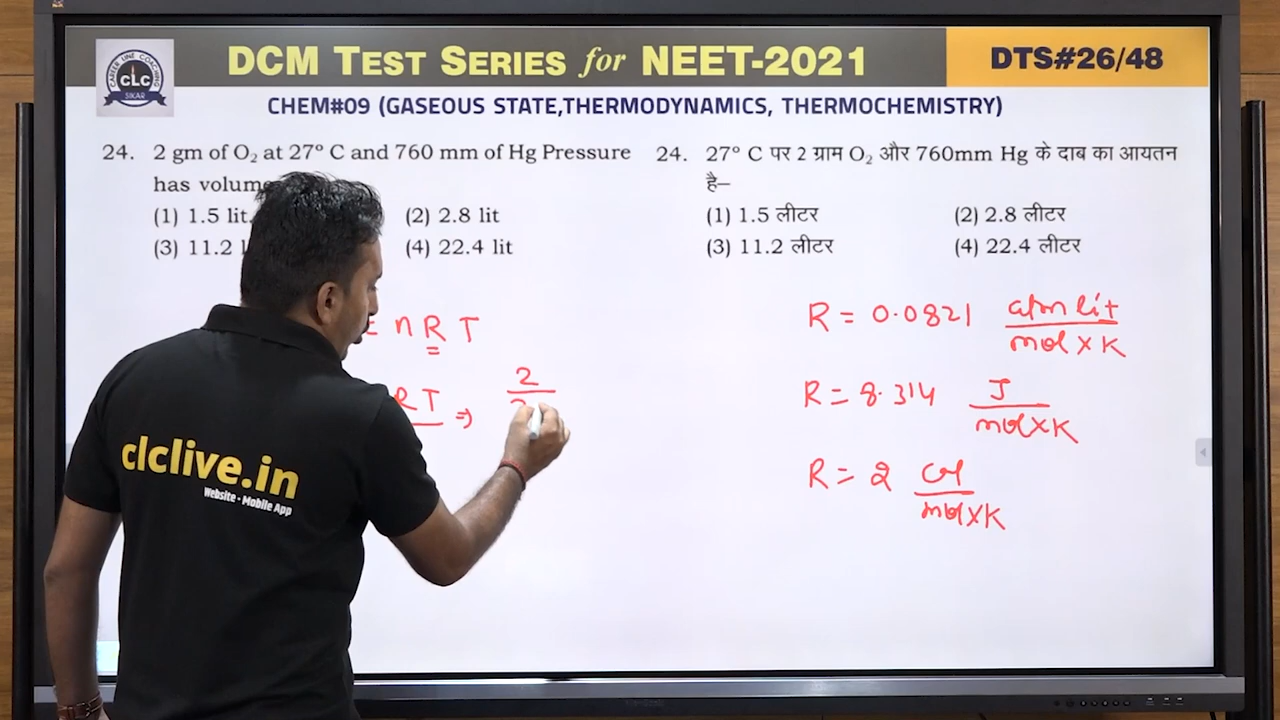 DCM TEST SERIES for NEET-2021
DTS#26/48
CAREER LINE COACHING
CLC
SIKAR
CHEM#09 (GASEOUS STATE,THERMODYNAMICS, THERMOCHEMISTRY)
24. 2 gm of O₂ at 27° C and 760 mm of Hg Pressure
has volume
(1) 1.5 lit. (2) 2.8 lit
(3) 11.2 (4) 22.4 lit
24. 27° C पर 2 ग्राम O₂ और 760mm Hg के दाब का आयतन
है–
(1) 1.5 लीटर (2) 2.8 लीटर
(3) 11.2 लीटर (4) 22.4 लीटर
= n R T
RT ⇒ 2
R = 0.0821 atm lit / mol x K
R = 8.314 J / mol x K
R = 2 cal / mol x K
clclive.in
Website · Mobile App